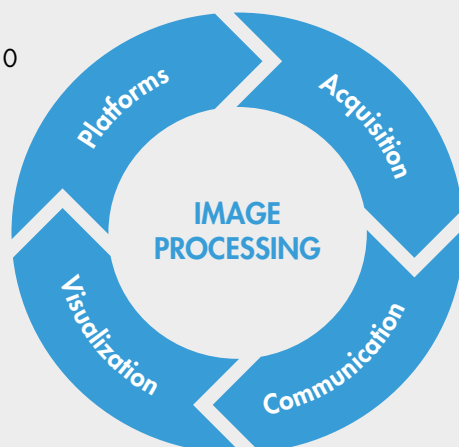 0
Platforms
Acquisition
IMAGE
PROCESSING
Visualization
Communication